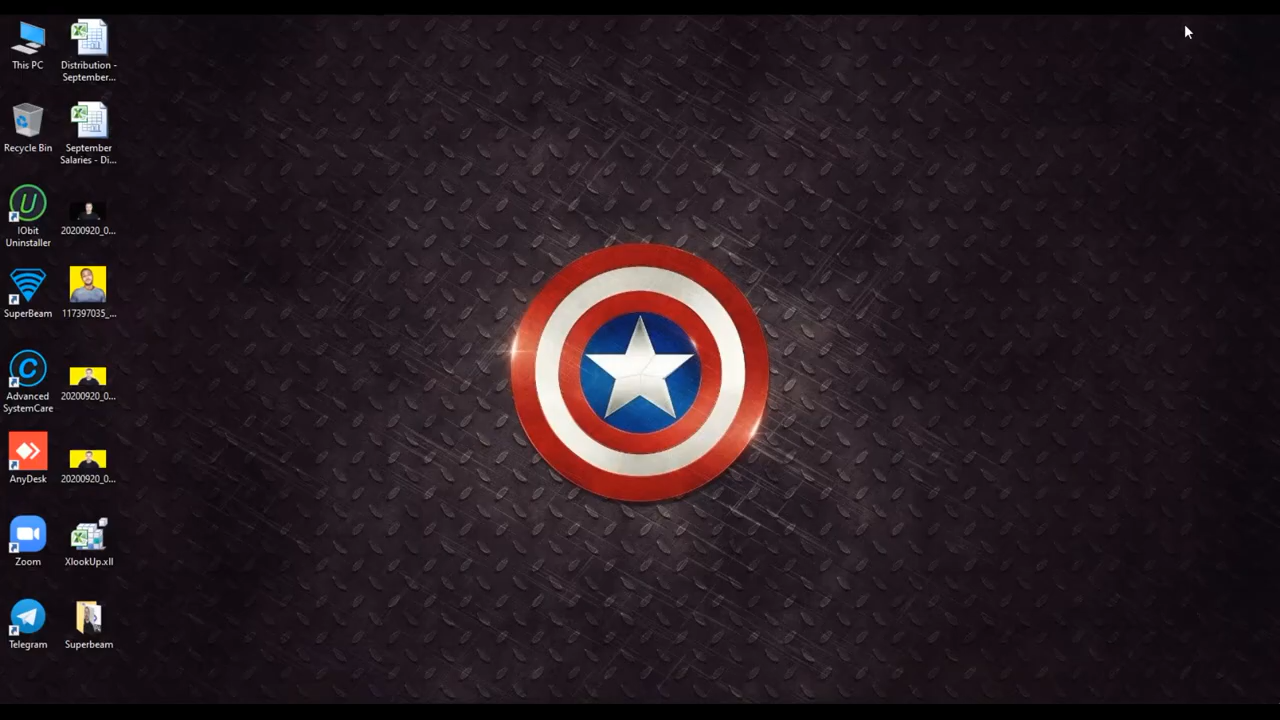 This PC
Distribution -
September...
Recycle Bin
September
Salaries - Di...
IObit
Uninstaller
20200920_0...
SuperBeam
117397035_...
Advanced
SystemCare
20200920_0...
AnyDesk
20200920_0...
Zoom
XlookUp.xll
Telegram
Superbeam